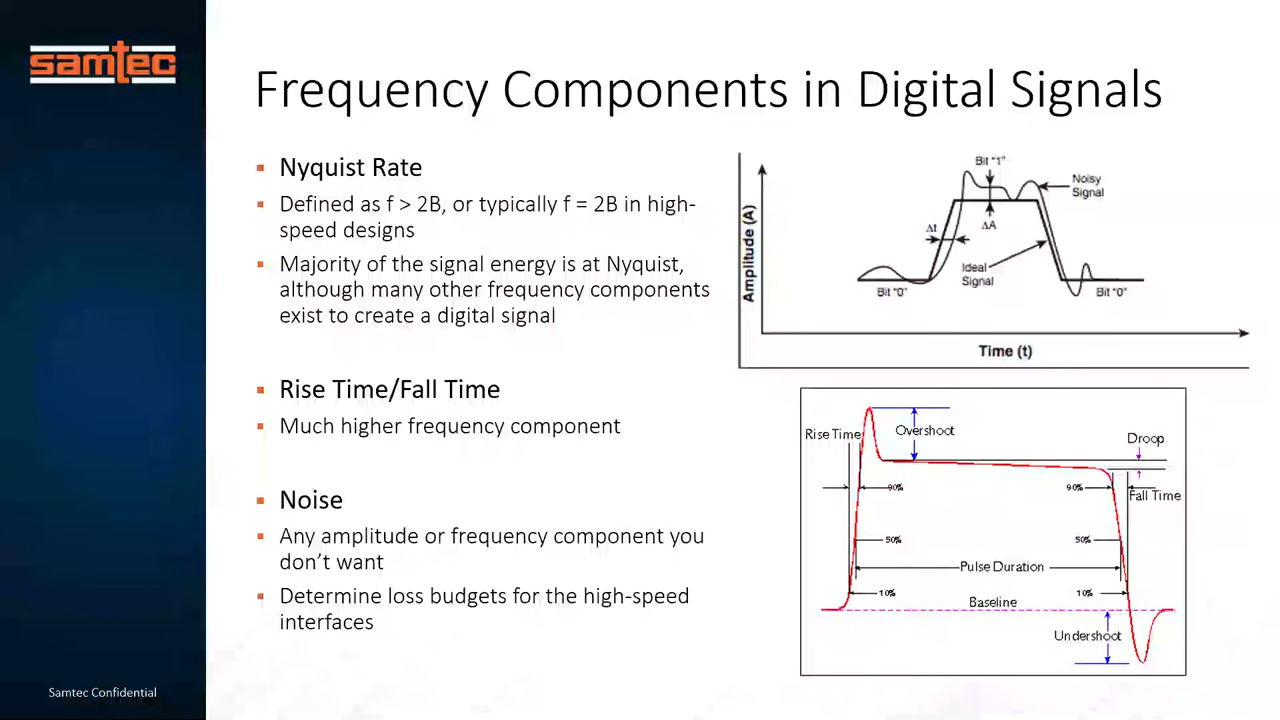 samtec
Frequency Components in Digital Signals
▪ Nyquist Rate
▪ Defined as f > 2B, or typically f = 2B in high-
speed designs
▪ Majority of the signal energy is at Nyquist,
although many other frequency components
exist to create a digital signal
▪ Rise Time/Fall Time
▪ Much higher frequency component
▪ Noise
▪ Any amplitude or frequency component you
don’t want
▪ Determine loss budgets for the high-speed
interfaces
Amplitude (A)
Bit "1"
Noisy
Signal
Δt
ΔA
Ideal
Signal
Bit "0"
Bit "0"
Time (t)
Rise Time
Overshoot
Droop
90%
90%
Fall Time
50%
50%
Pulse Duration
10%
10%
Baseline
Undershoot
Samtec Confidential